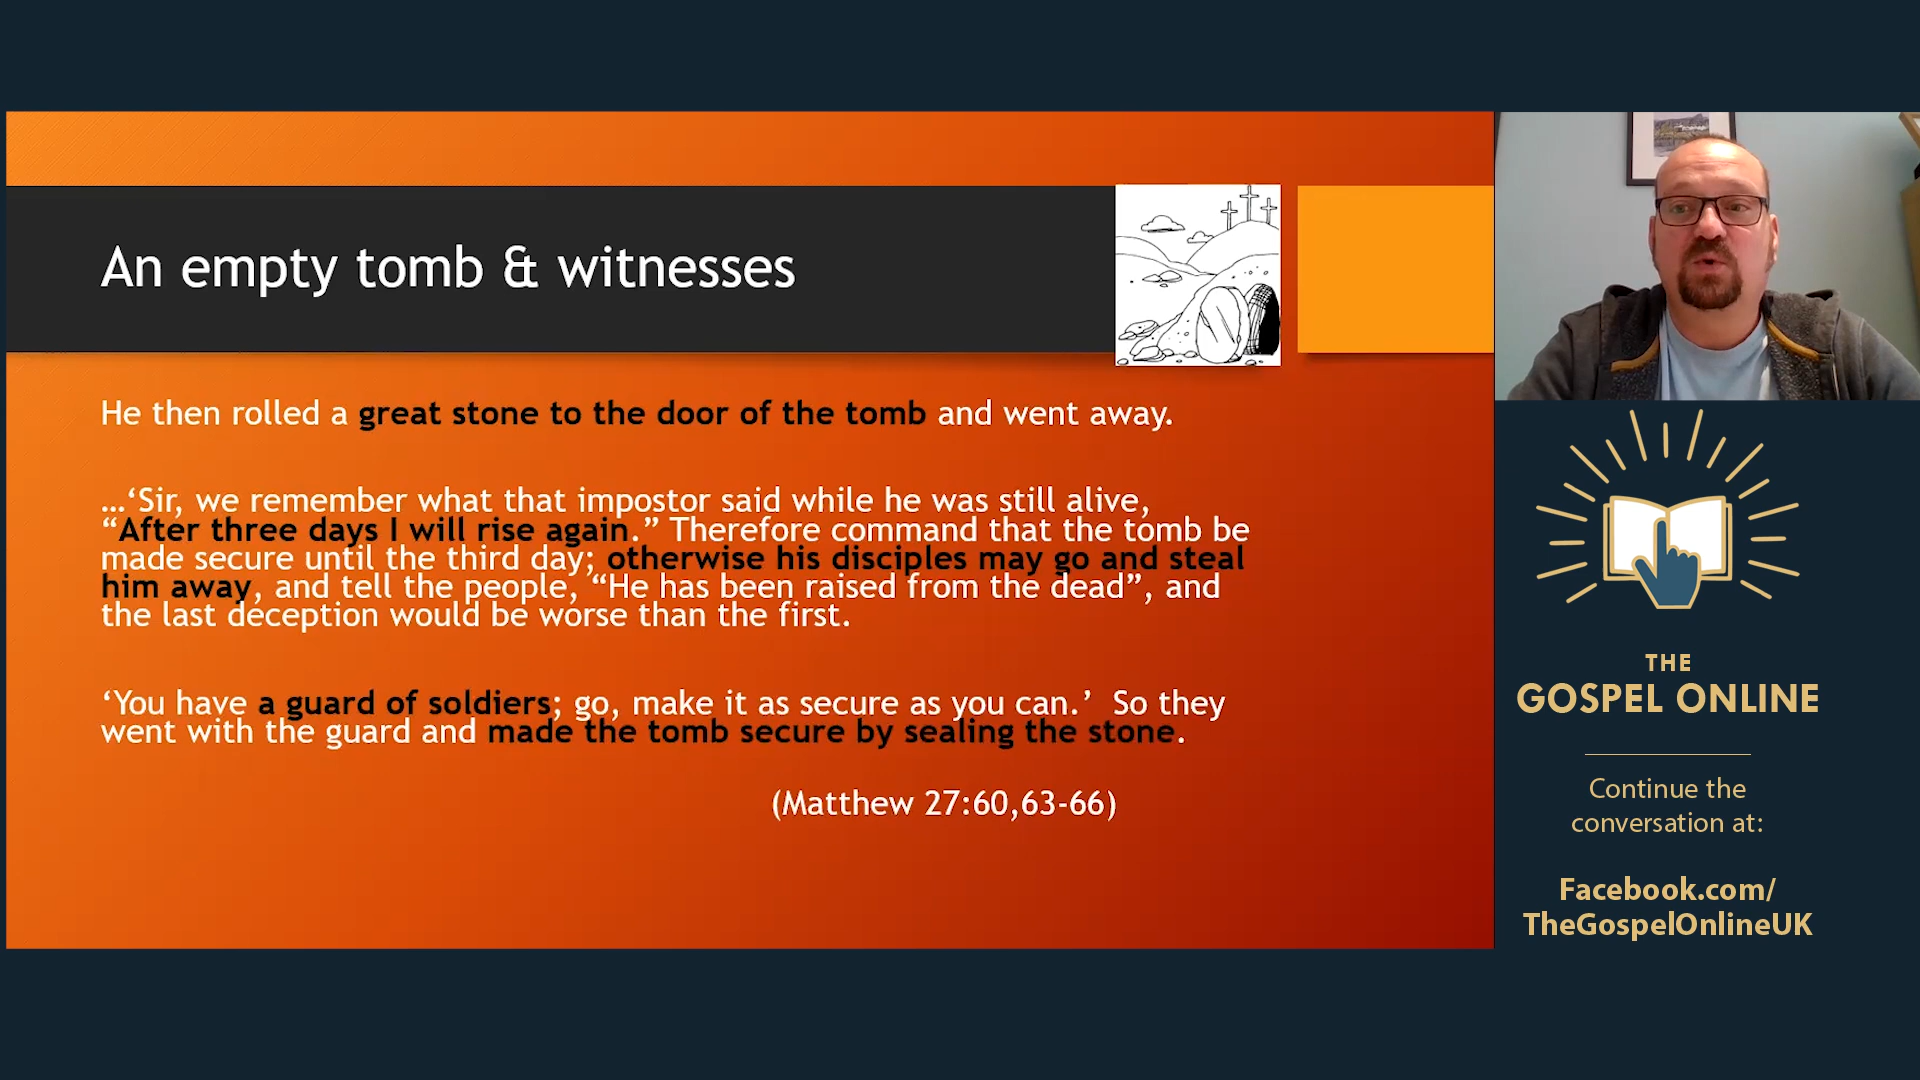 An empty tomb & witnesses
He then rolled a great stone to the door of the tomb and went away.
…‘Sir, we remember what that impostor said while he was still alive,
“After three days I will rise again.” Therefore command that the tomb be
made secure until the third day; otherwise his disciples may go and steal
him away, and tell the people, “He has been raised from the dead”, and
the last deception would be worse than the first.
‘You have a guard of soldiers; go, make it as secure as you can.’  So they
went with the guard and made the tomb secure by sealing the stone.
(Matthew 27:60,63-66)
THE
GOSPEL ONLINE
Continue the
conversation at:
Facebook.com/
TheGospelOnlineUK